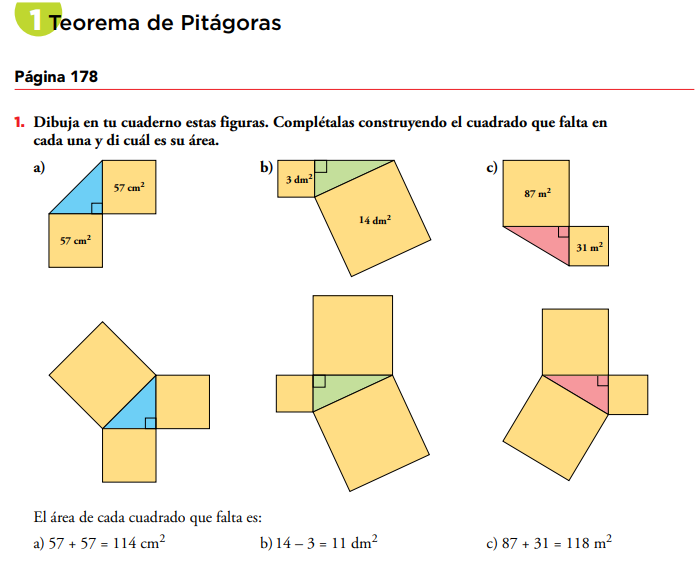 1 Teorema de Pitágoras
Página 178
1. Dibuja en tu cuaderno estas figuras. Complétalas construyendo el cuadrado que falta en
cada una y di cuál es su área.
a)
57 cm²
57 cm²
b)
3 dm²
14 dm²
c)
87 m²
31 m²
El área de cada cuadrado que falta es:
a) 57 + 57 = 114 cm² b) 14 – 3 = 11 dm² c) 87 + 31 = 118 m²